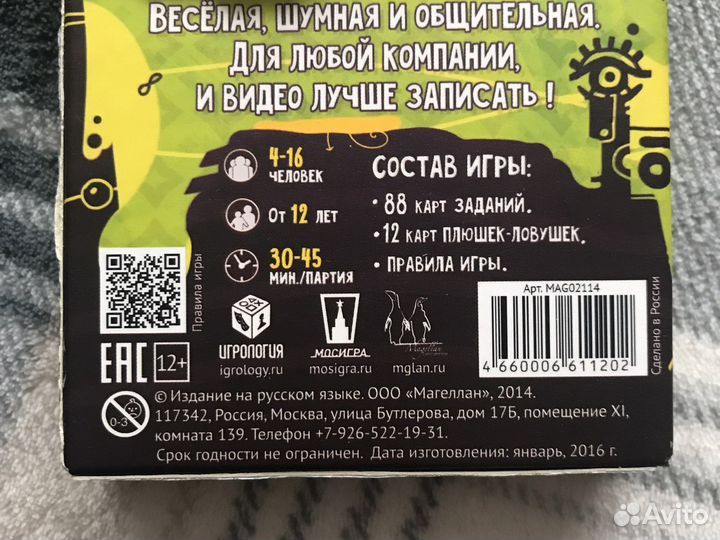 ВЕСЁЛАЯ, ШУМНАЯ И ОБЩИТЕЛЬНАЯ.
ДЛЯ ЛЮБОЙ КОМПАНИИ,
И ВИДЕО ЛУЧШЕ ЗАПИСАТЬ!
4-16
ЧЕЛОВЕК
ОТ 12 ЛЕТ
30-45
МИН./ПАРТИЯ
СОСТАВ ИГРЫ:
• 88 КАРТ ЗАДАНИЙ.
• 12 КАРТ ПЛЮШЕК-ЛОВУШЕК.
• ПРАВИЛА ИГРЫ.
Правила игры
EAC 12+
ИГРОЛОГИЯ
igrology.ru
МОСИГРА
mosigra.ru
Magellan
mglan.ru
Арт. MAG02114
4 660006 611202
Сделано в России
0-3
© Издание на русском языке. ООО «Магеллан», 2014.
117342, Россия, Москва, улица Бутлерова, дом 17Б, помещение XI,
комната 139. Телефон +7-926-522-19-31.
Срок годности не ограничен. Дата изготовления: январь, 2016 г.
Avito